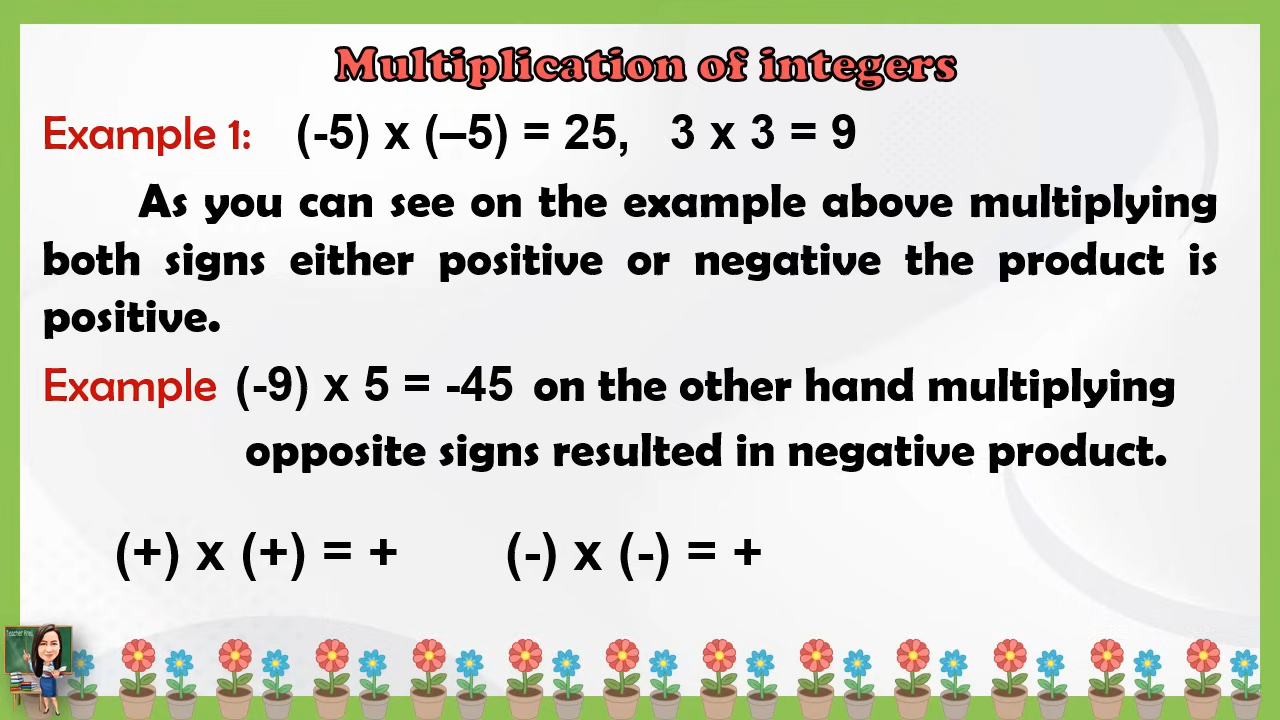 Multiplication of integers
Example 1: (-5) x (–5) = 25, 3 x 3 = 9
As you can see on the example above multiplying
both signs either positive or negative the product is
positive.
Example (-9) x 5 = -45 on the other hand multiplying
opposite signs resulted in negative product.
(+) x (+) = + (-) x (-) = +
Teacher